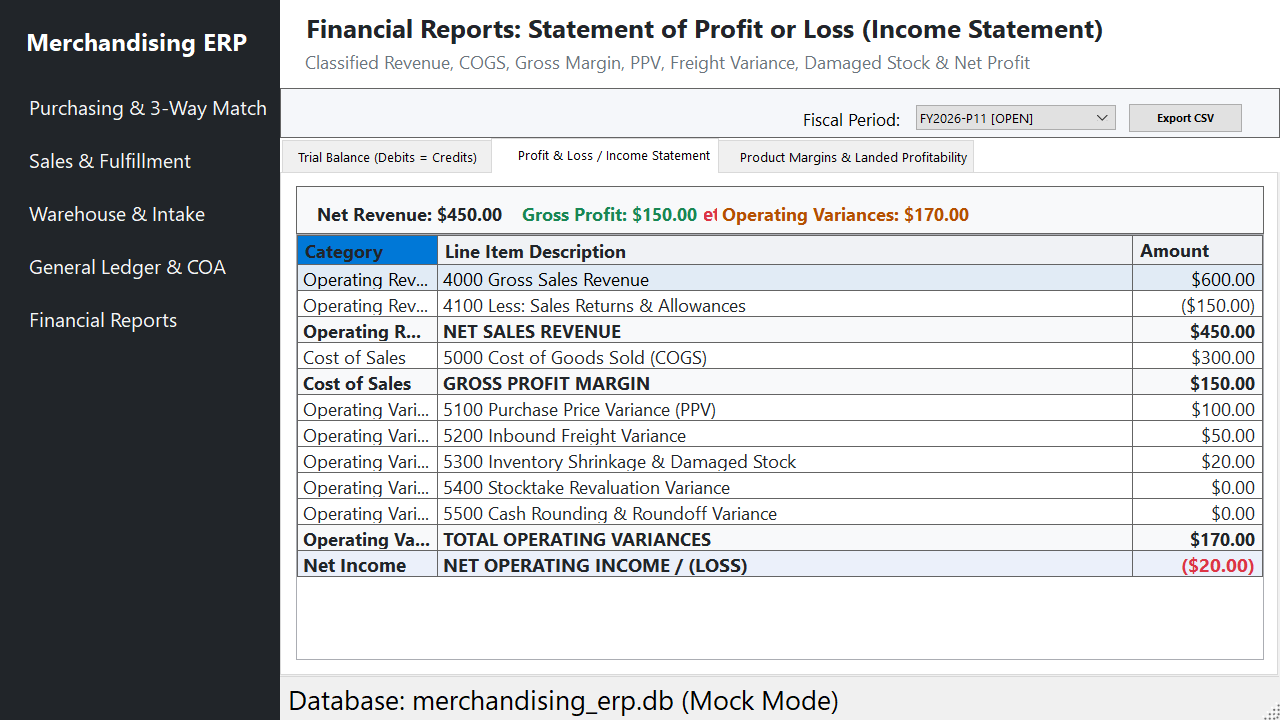 Merchandising ERP
Purchasing & 3-Way Match
Sales & Fulfillment
Warehouse & Intake
General Ledger & COA
Financial Reports
Financial Reports: Statement of Profit or Loss (Income Statement)
Classified Revenue, COGS, Gross Margin, PPV, Freight Variance, Damaged Stock & Net Profit
Fiscal Period: FY2026-P11 [OPEN] Export CSV
Trial Balance (Debits = Credits) Profit & Loss / Income Statement Product Margins & Landed Profitability
Net Revenue: $450.00 Gross Profit: $150.00 et Operating Variances: $170.00
Category Line Item Description Amount
Operating Rev... 4000 Gross Sales Revenue $600.00
Operating Rev... 4100 Less: Sales Returns & Allowances ($150.00)
Operating R... NET SALES REVENUE $450.00
Cost of Sales 5000 Cost of Goods Sold (COGS) $300.00
Cost of Sales GROSS PROFIT MARGIN $150.00
Operating Vari... 5100 Purchase Price Variance (PPV) $100.00
Operating Vari... 5200 Inbound Freight Variance $50.00
Operating Vari... 5300 Inventory Shrinkage & Damaged Stock $20.00
Operating Vari... 5400 Stocktake Revaluation Variance $0.00
Operating Vari... 5500 Cash Rounding & Roundoff Variance $0.00
Operating Va... TOTAL OPERATING VARIANCES $170.00
Net Income NET OPERATING INCOME / (LOSS) ($20.00)
Database: merchandising_erp.db (Mock Mode)